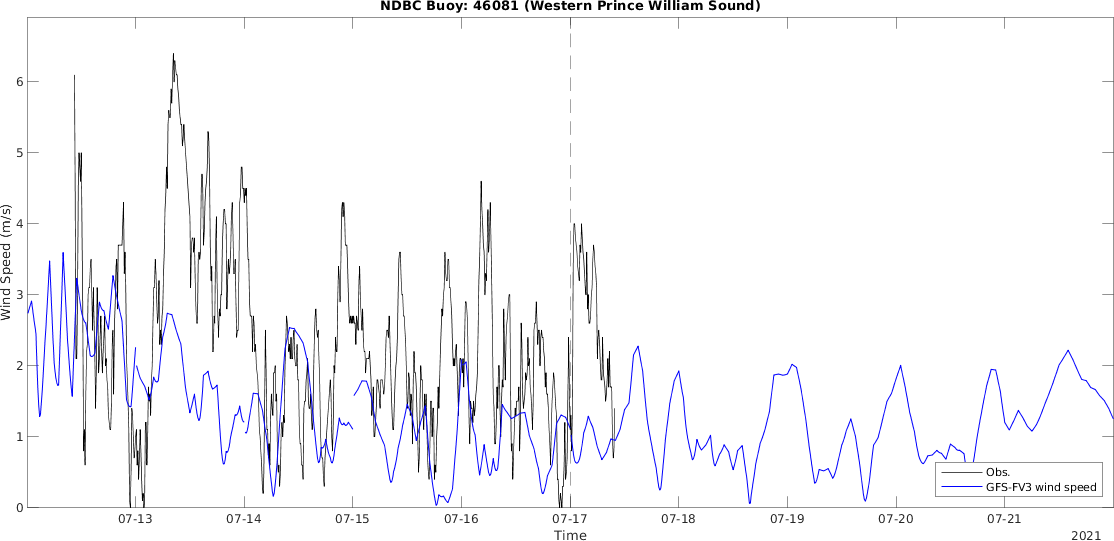 NDBC Buoy: 46081 (Western Prince William Sound)
Wind Speed (m/s)
6
5
4
3
2
1
0
07-13 07-14 07-15 07-16 07-17 07-18 07-19 07-20 07-21
Time
2021
Obs.
GFS-FV3 wind speed